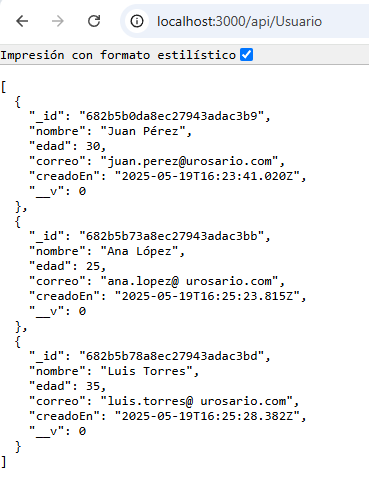 localhost:3000/api/Usuario
Impresión con formato estilístico
[
  {
    "_id": "682b5b0da8ec27943adac3b9",
    "nombre": "Juan Pérez",
    "edad": 30,
    "correo": "juan.perez@urosario.com",
    "creadoEn": "2025-05-19T16:23:41.020Z",
    "__v": 0
  },
  {
    "_id": "682b5b73a8ec27943adac3bb",
    "nombre": "Ana López",
    "edad": 25,
    "correo": "ana.lopez@ urosario.com",
    "creadoEn": "2025-05-19T16:25:23.815Z",
    "__v": 0
  },
  {
    "_id": "682b5b78a8ec27943adac3bd",
    "nombre": "Luis Torres",
    "edad": 35,
    "correo": "luis.torres@ urosario.com",
    "creadoEn": "2025-05-19T16:25:28.382Z",
    "__v": 0
  }
]